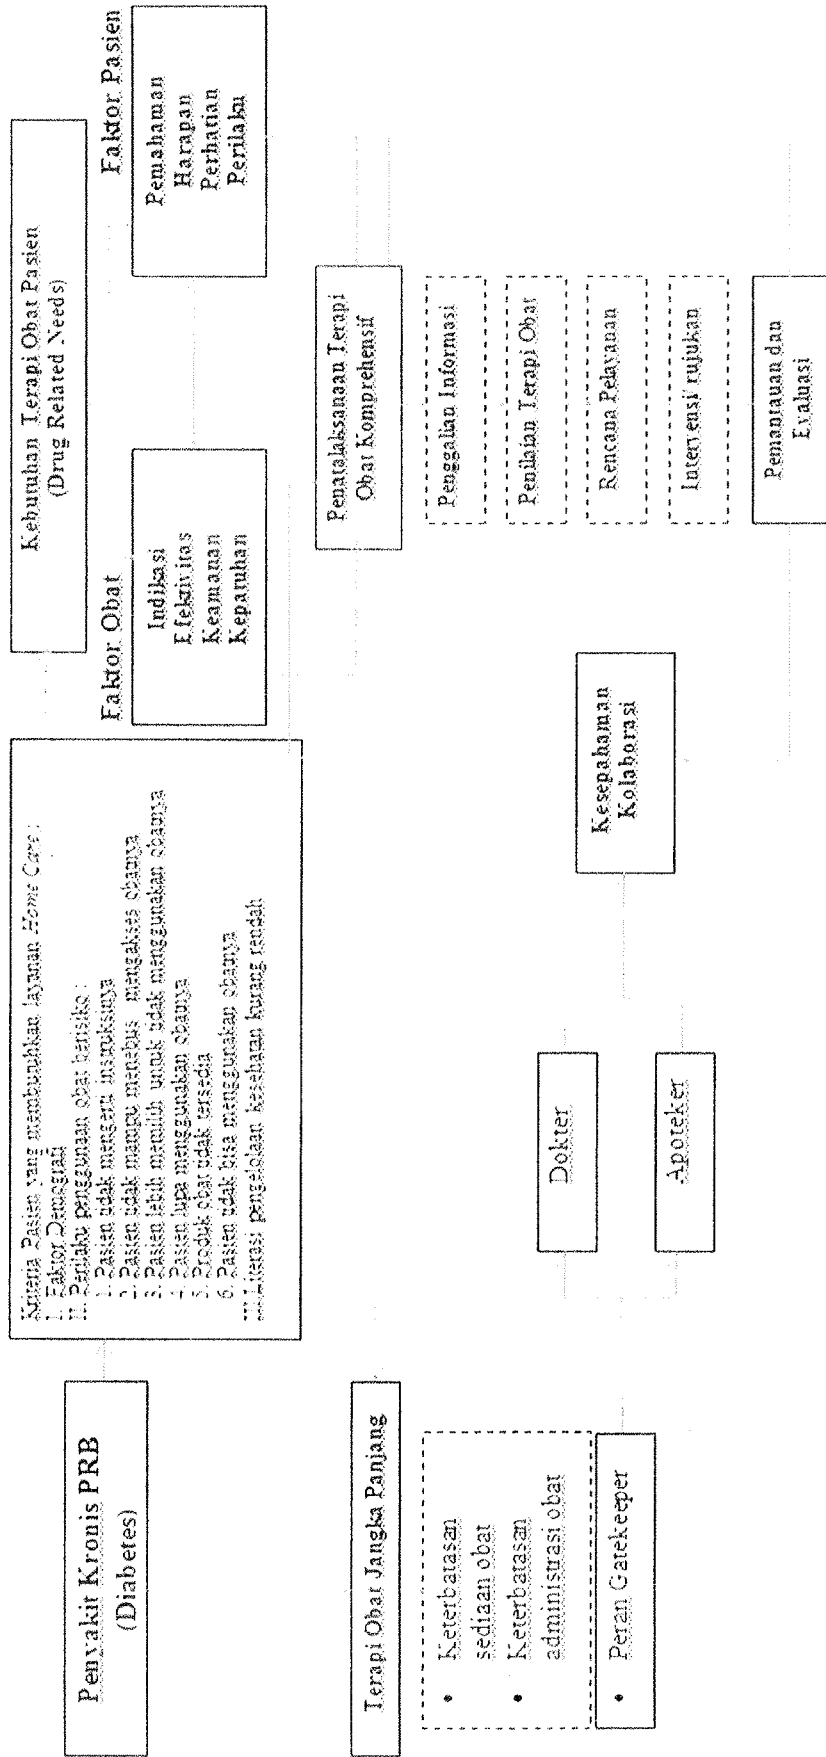 Penyakit Kronis PRB
(Diabetes)
Kriteria Pasien yang membutuhkan layanan Home Care :
I. Faktor Demografi
II. Perilaku penggunaan obat berisiko :
1. Pasien tidak mengerti instruksinya
2. Pasien tidak mampu menebus mengakses obatnya
3. Pasien lebih memilih untuk tidak menggunakan obatnya
4. Pasien lupa menggunakan obatnya
5. Produk obat tidak tersedia
6. Pasien tidak bisa menggunakan obatnya
III. Literasi pengelolaan kesehatan kurang rendah
Kebutuhan Terapi Obat Pasien
(Drug Related Needs)
Faktor Obat
Indikasi
Efektivitas
Keamanan
Kepatuhan
Faktor Pasien
Pemahaman
Harapan
Perhatian
Perilaku
Terapi Obat Jangka Panjang
• Keterbatasan
sediaan obat
• Keterbatasan
administrasi obat
• Peran Gatekeeper
Dokter
Apoteker
Kesepahaman
Kolaborasi
Penatalaksanaan Terapi
Obat Komprehensif
Penggalian Informasi
Penilaian Terapi Obat
Rencana Pelayanan
Intervensi rujukan
Pemantauan dan
Evaluasi